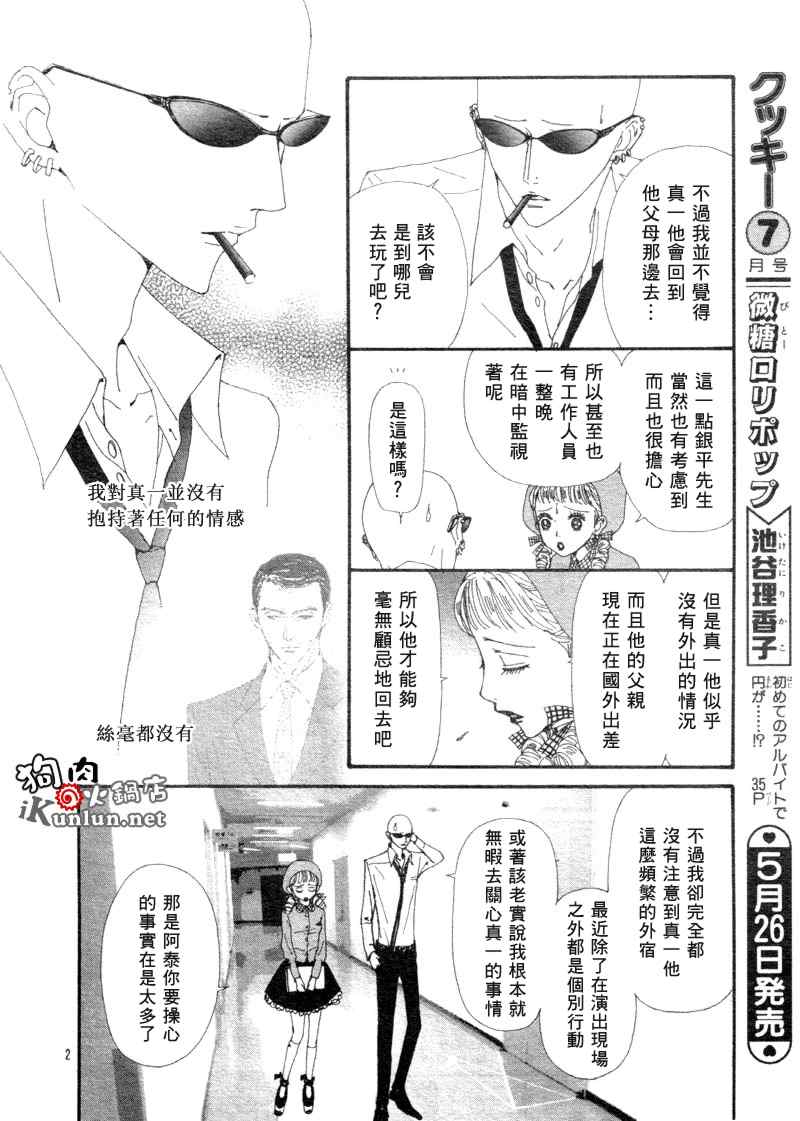 不過我並不覺得
真一他會回到
他父母那邊去…
該不會
是到哪兒
去玩了吧？
這一點銀平先生
當然也有考慮到
而且也很擔心
所以甚至也
有工作人員
一整晚
在暗中監視
著呢
是這樣嗎？
但是真一他似乎
沒有外出的情況
而且他的父親
現在正在國外出差
所以他才能夠
毫無顧忌地
回去吧
我對真一並沒有
抱持著任何的情感
絲毫都沒有
不過我卻完全都
沒有注意到真一他
這麼頻繁的外宿
最近除了在演出現場
之外都是個別行動
或著該老實說我根本就
無暇去關心真一的事情
那是阿泰你要操心
的事實在是太多了
2
狗肉火鍋店
iKunlun.net
クッキー7月号
微糖ロリポップ
びとー
池谷理香子
いけたにりかこ
初めてのアルバイトで
円が……!?
35P
5月26日発売